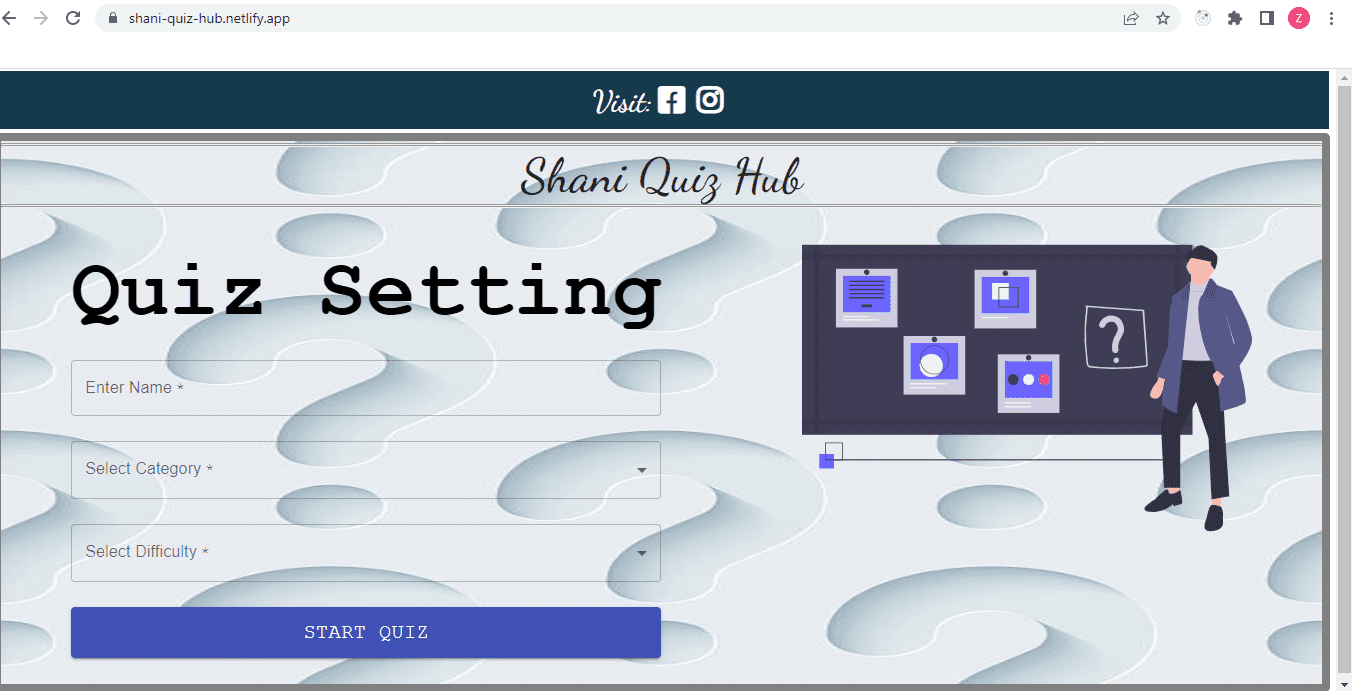 shani-quiz-hub.netlify.app
Z
Visit:
Shani Quiz Hub
Quiz Setting
?
Enter Name *
Select Category *
Select Difficulty *
START QUIZ